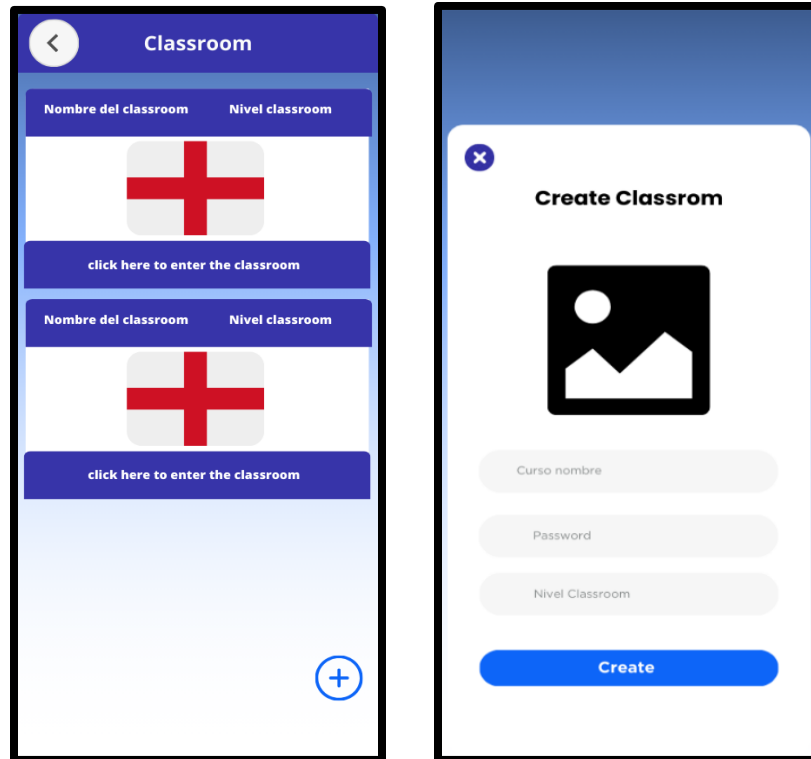 Classroom
Nombre del classroom Nivel classroom
click here to enter the classroom
Nombre del classroom Nivel classroom
click here to enter the classroom
Create Classrom
Curso nombre
Password
Nivel Classroom
Create